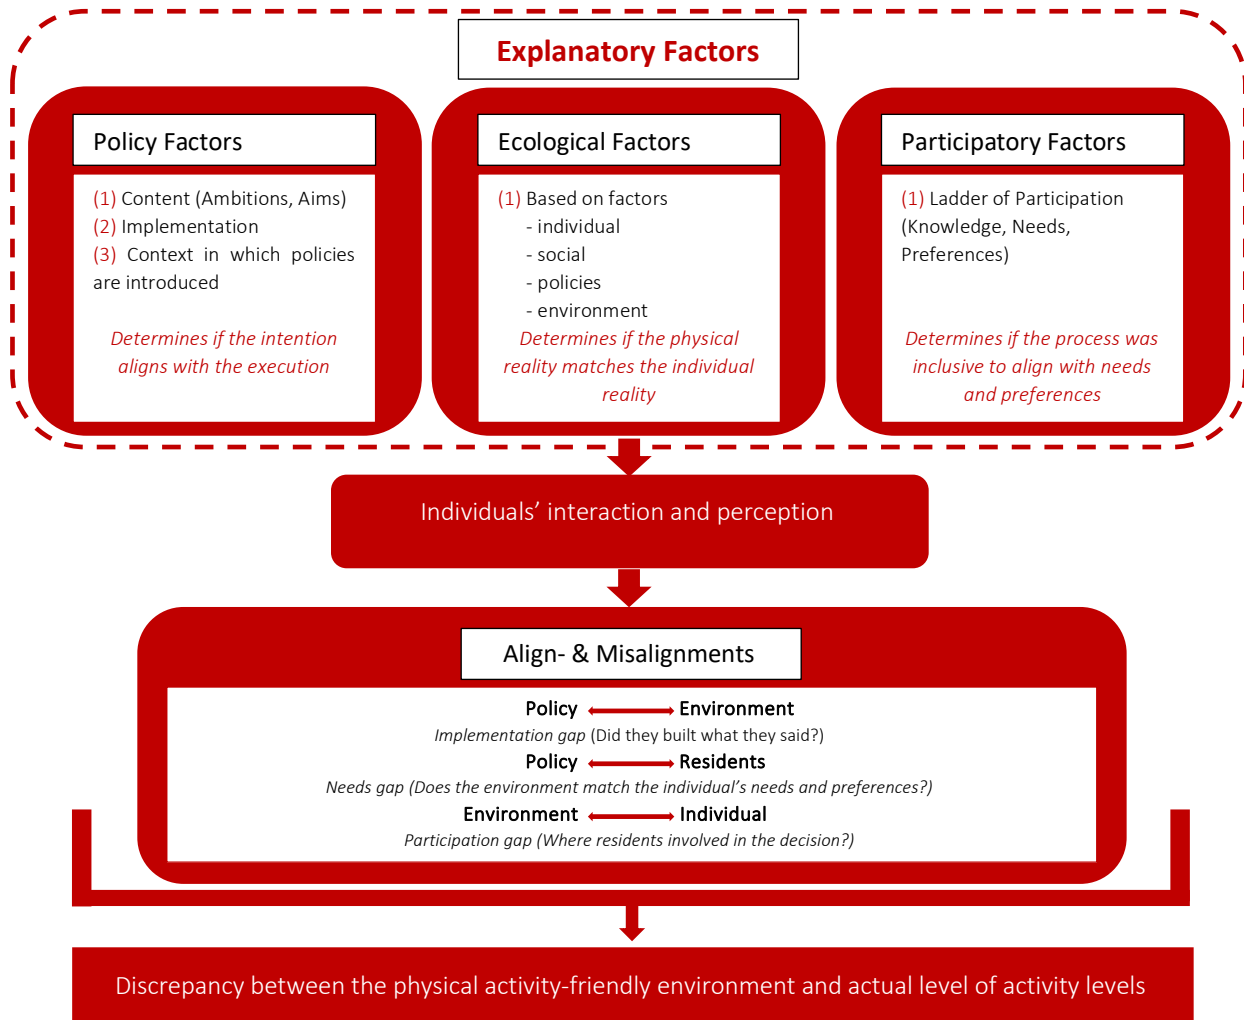 Explanatory Factors
Policy Factors
(1) Content (Ambitions, Aims)
(2) Implementation
(3) Context in which policies
are introduced
Determines if the intention
aligns with the execution
Ecological Factors
(1) Based on factors
- individual
- social
- policies
- environment
Determines if the physical
reality matches the individual
reality
Participatory Factors
(1) Ladder of Participation
(Knowledge, Needs,
Preferences)
Determines if the process was
inclusive to align with needs
and preferences
Individuals’ interaction and perception
Align- & Misalignments
Policy Environment
Implementation gap (Did they built what they said?)
Policy Residents
Needs gap (Does the environment match the individual’s needs and preferences?)
Environment Individual
Participation gap (Where residents involved in the decision?)
Discrepancy between the physical activity-friendly environment and actual level of activity levels